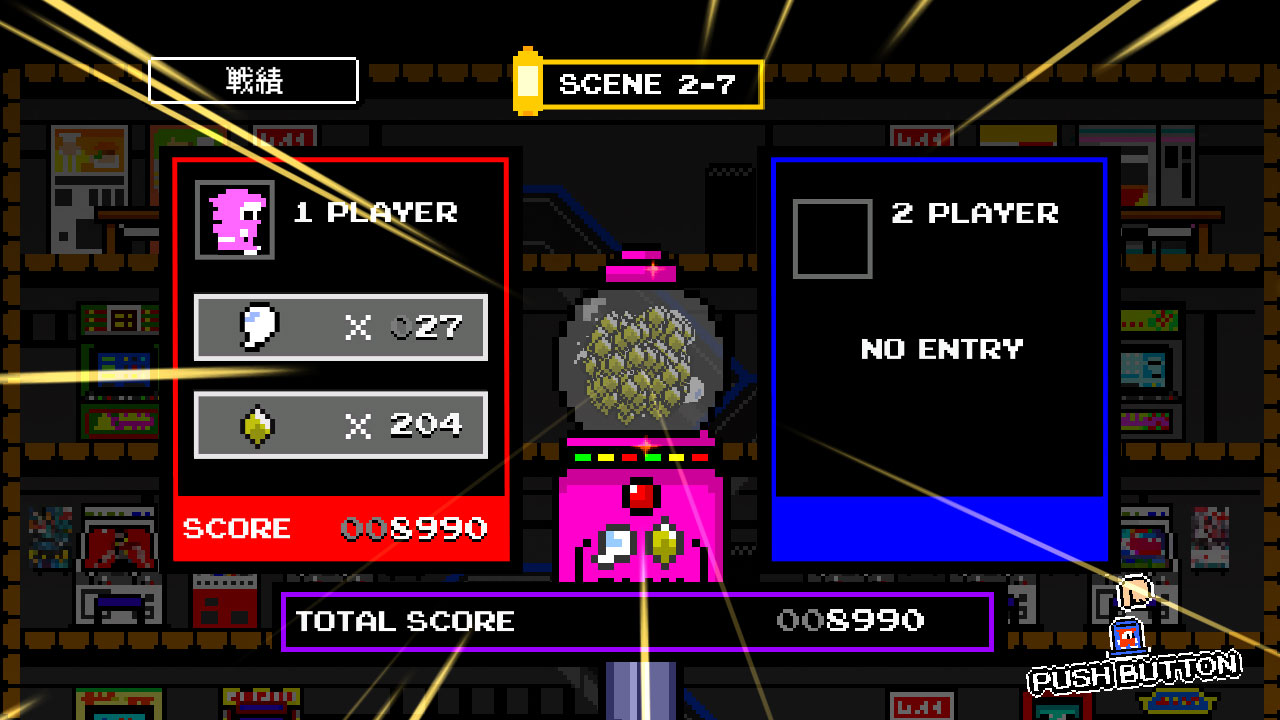 戦績
SCENE 2-7
1 PLAYER
X 027
X 204
SCORE 008990
2 PLAYER
NO ENTRY
TOTAL SCORE 008990
PUSH BUTTON